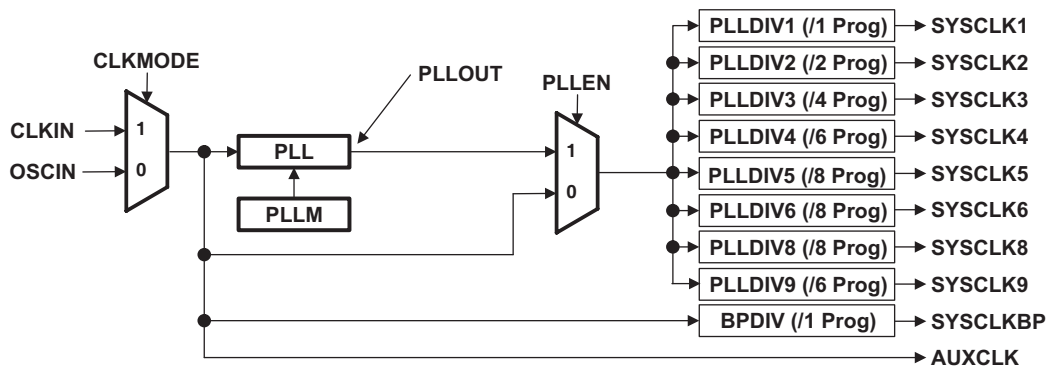 PLLDIV1 (/1 Prog) SYSCLK1
CLKMODE
PLLOUT
PLLDIV2 (/2 Prog) SYSCLK2
PLLEN
PLLDIV3 (/4 Prog) SYSCLK3
CLKIN 1
PLLDIV4 (/6 Prog) SYSCLK4
PLL 1
OSCIN 0
PLLDIV5 (/8 Prog) SYSCLK5
0
PLLM
PLLDIV6 (/8 Prog) SYSCLK6
PLLDIV8 (/8 Prog) SYSCLK8
PLLDIV9 (/6 Prog) SYSCLK9
BPDIV (/1 Prog) SYSCLKBP
AUXCLK